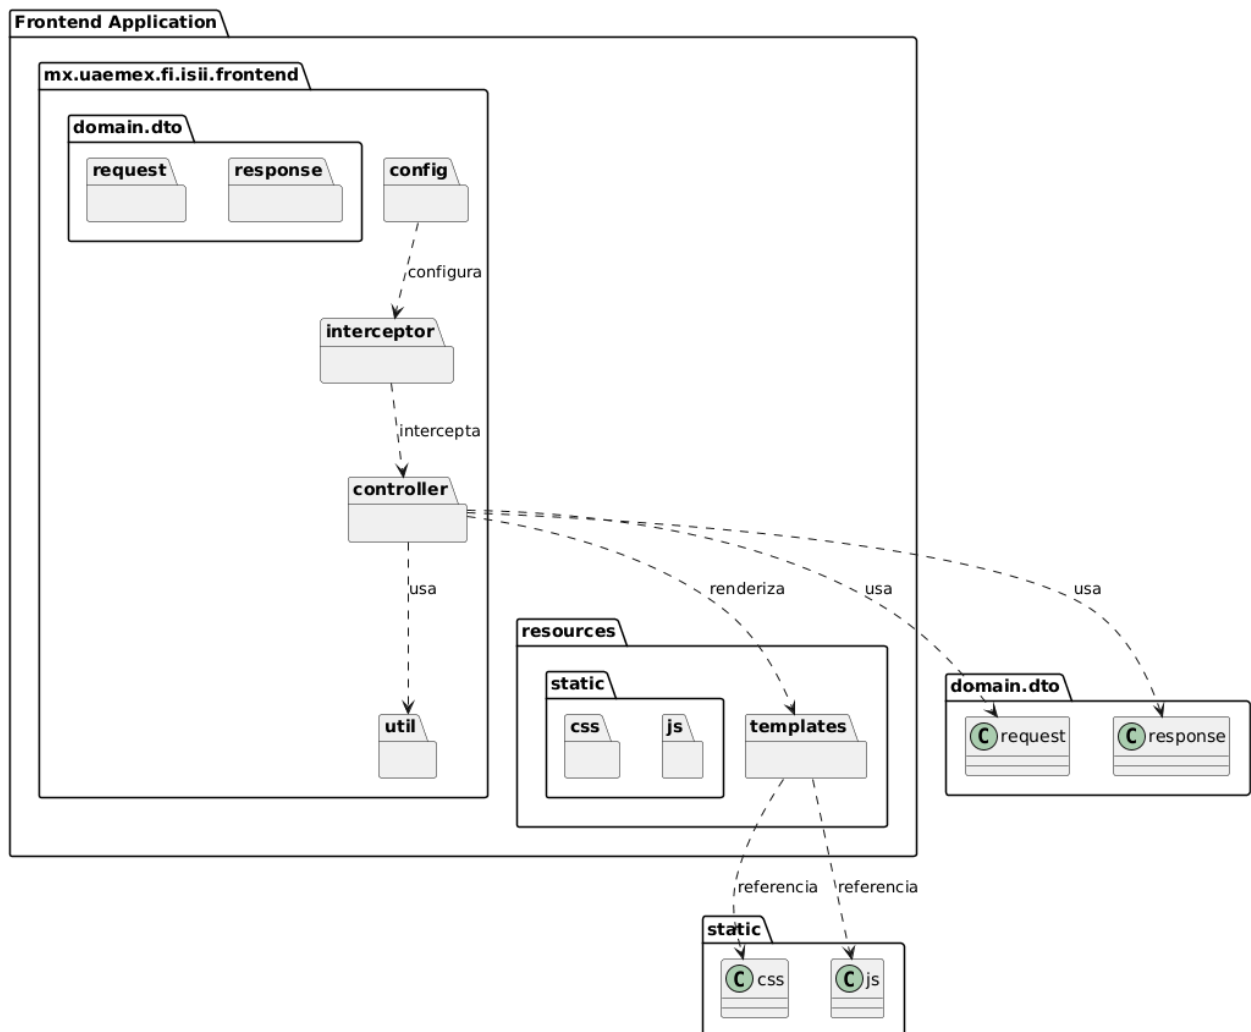 Frontend Application
mx.uaemex.fi.isii.frontend
domain.dto
request
response
config
configura
interceptor
intercepta
controller
usa
renderiza
usa
usa
resources
static
css
js
templates
util
domain.dto
C request
C response
referencia
referencia
static
C css
C js